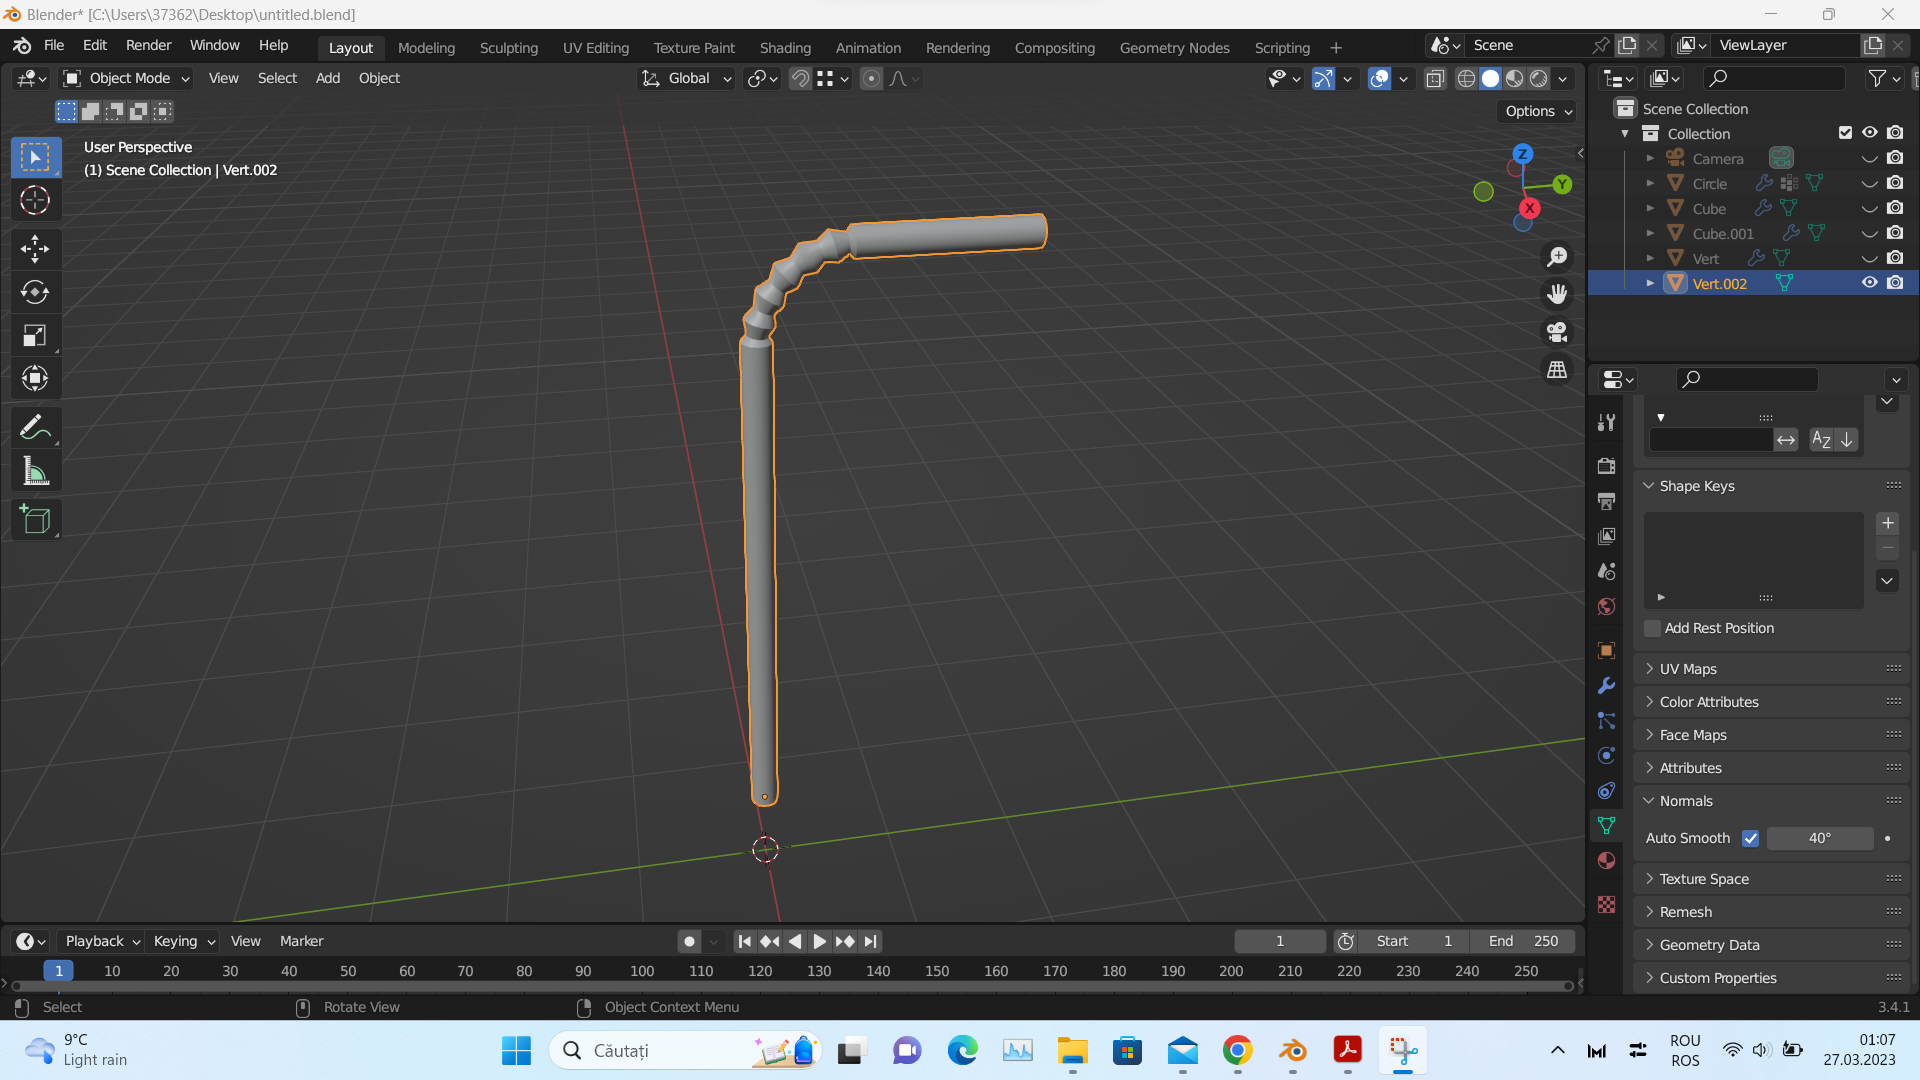 Blender* [C:\Users\37362\Desktop\untitled.blend]
File Edit Render Window Help Layout Modeling Sculpting UV Editing Texture Paint Shading Animation Rendering Compositing Geometry Nodes Scripting + Scene ViewLayer
Object Mode View Select Add Object Global
Options
User Perspective
(1) Scene Collection | Vert.002
Z
Y
X
Scene Collection
Collection
Camera
Circle
Cube
Cube.001
Vert
Vert.002
AZ
Shape Keys
Add Rest Position
UV Maps
Color Attributes
Face Maps
Attributes
Normals
Auto Smooth 40°
Texture Space
Remesh
Geometry Data
Custom Properties
Playback Keying View Marker 1 Start 1 End 250
1 10 20 30 40 50 60 70 80 90 100 110 120 130 140 150 160 170 180 190 200 210 220 230 240 250
Select Rotate View Object Context Menu 3.4.1
9°C
Light rain
Căutați
ROU
ROS
01:07
27.03.2023